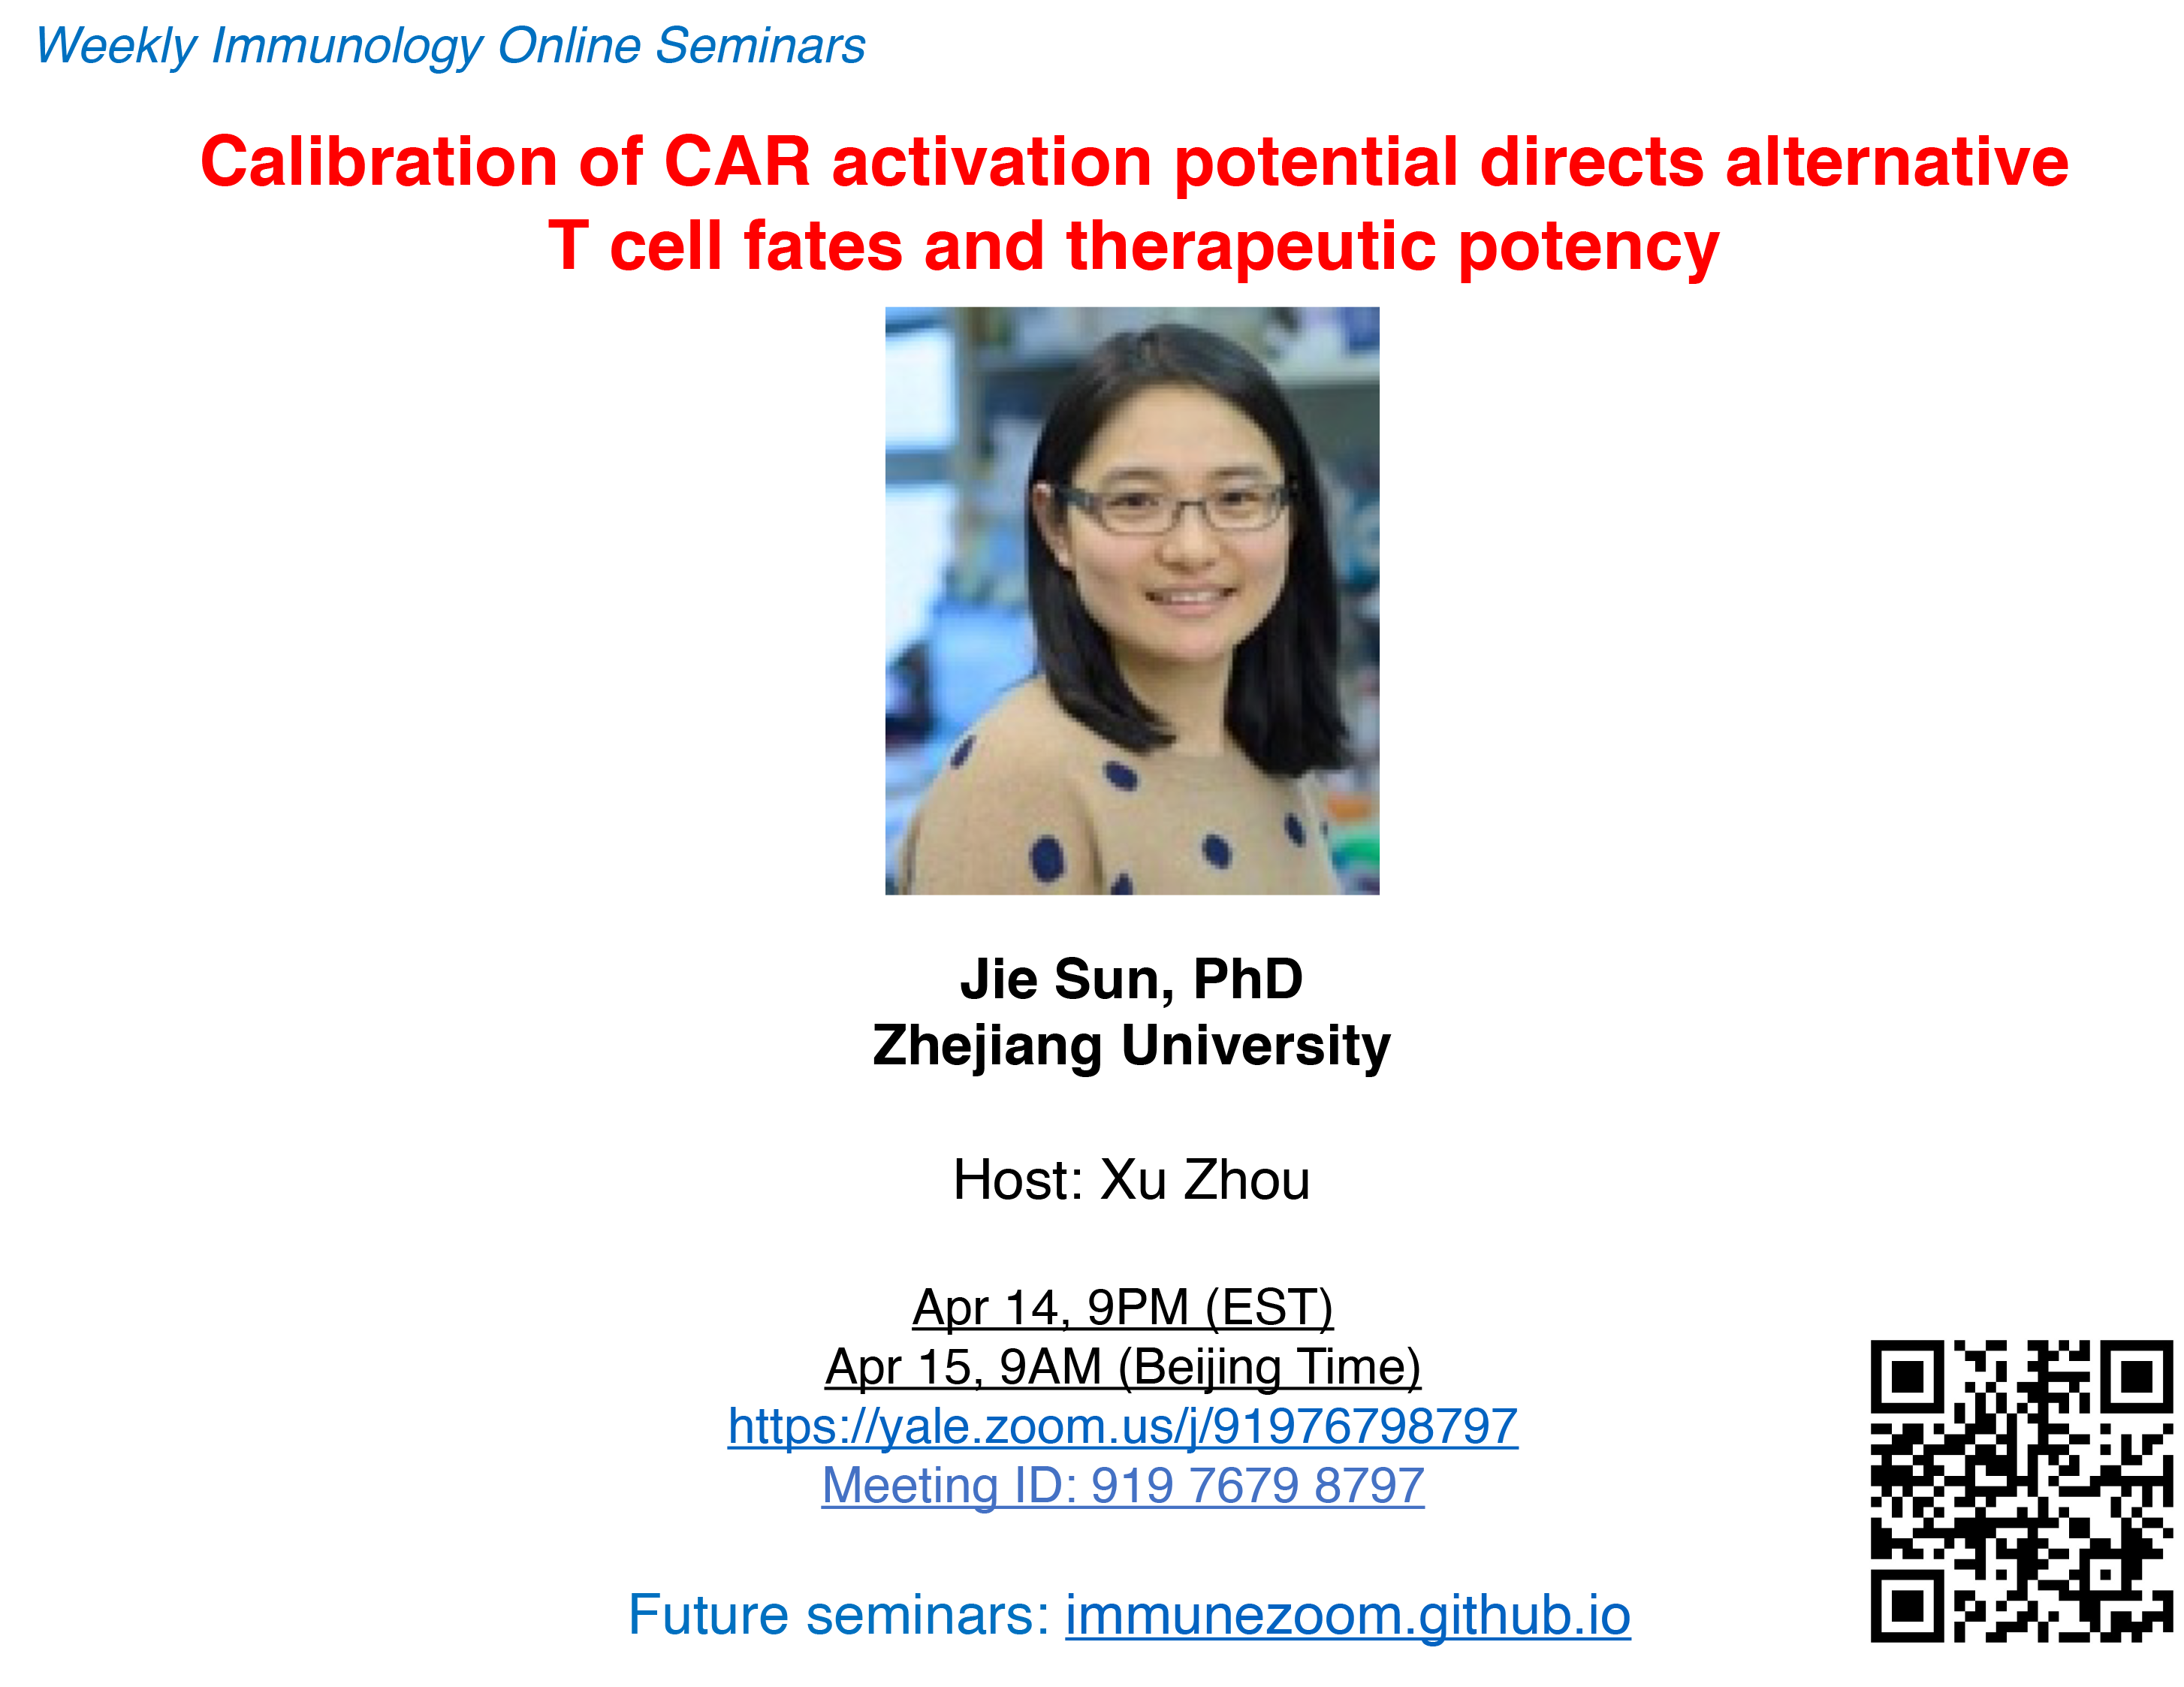 Weekly Immunology Online Seminars
Calibration of CAR activation potential directs alternative
T cell fates and therapeutic potency
Jie Sun, PhD
Zhejiang University
Host: Xu Zhou
Apr 14, 9PM (EST)
Apr 15, 9AM (Beijing Time)
https://yale.zoom.us/j/91976798797
Meeting ID: 919 7679 8797
Future seminars: immunezoom.github.io